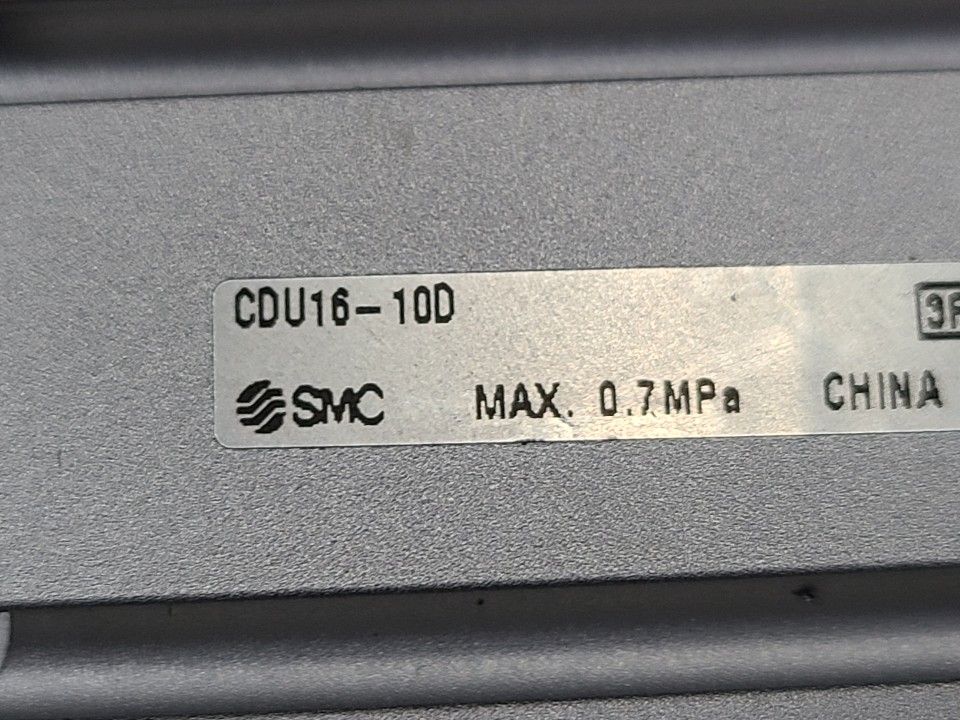 CDU16-10D
SMC MAX. 0.7MPa CHINA